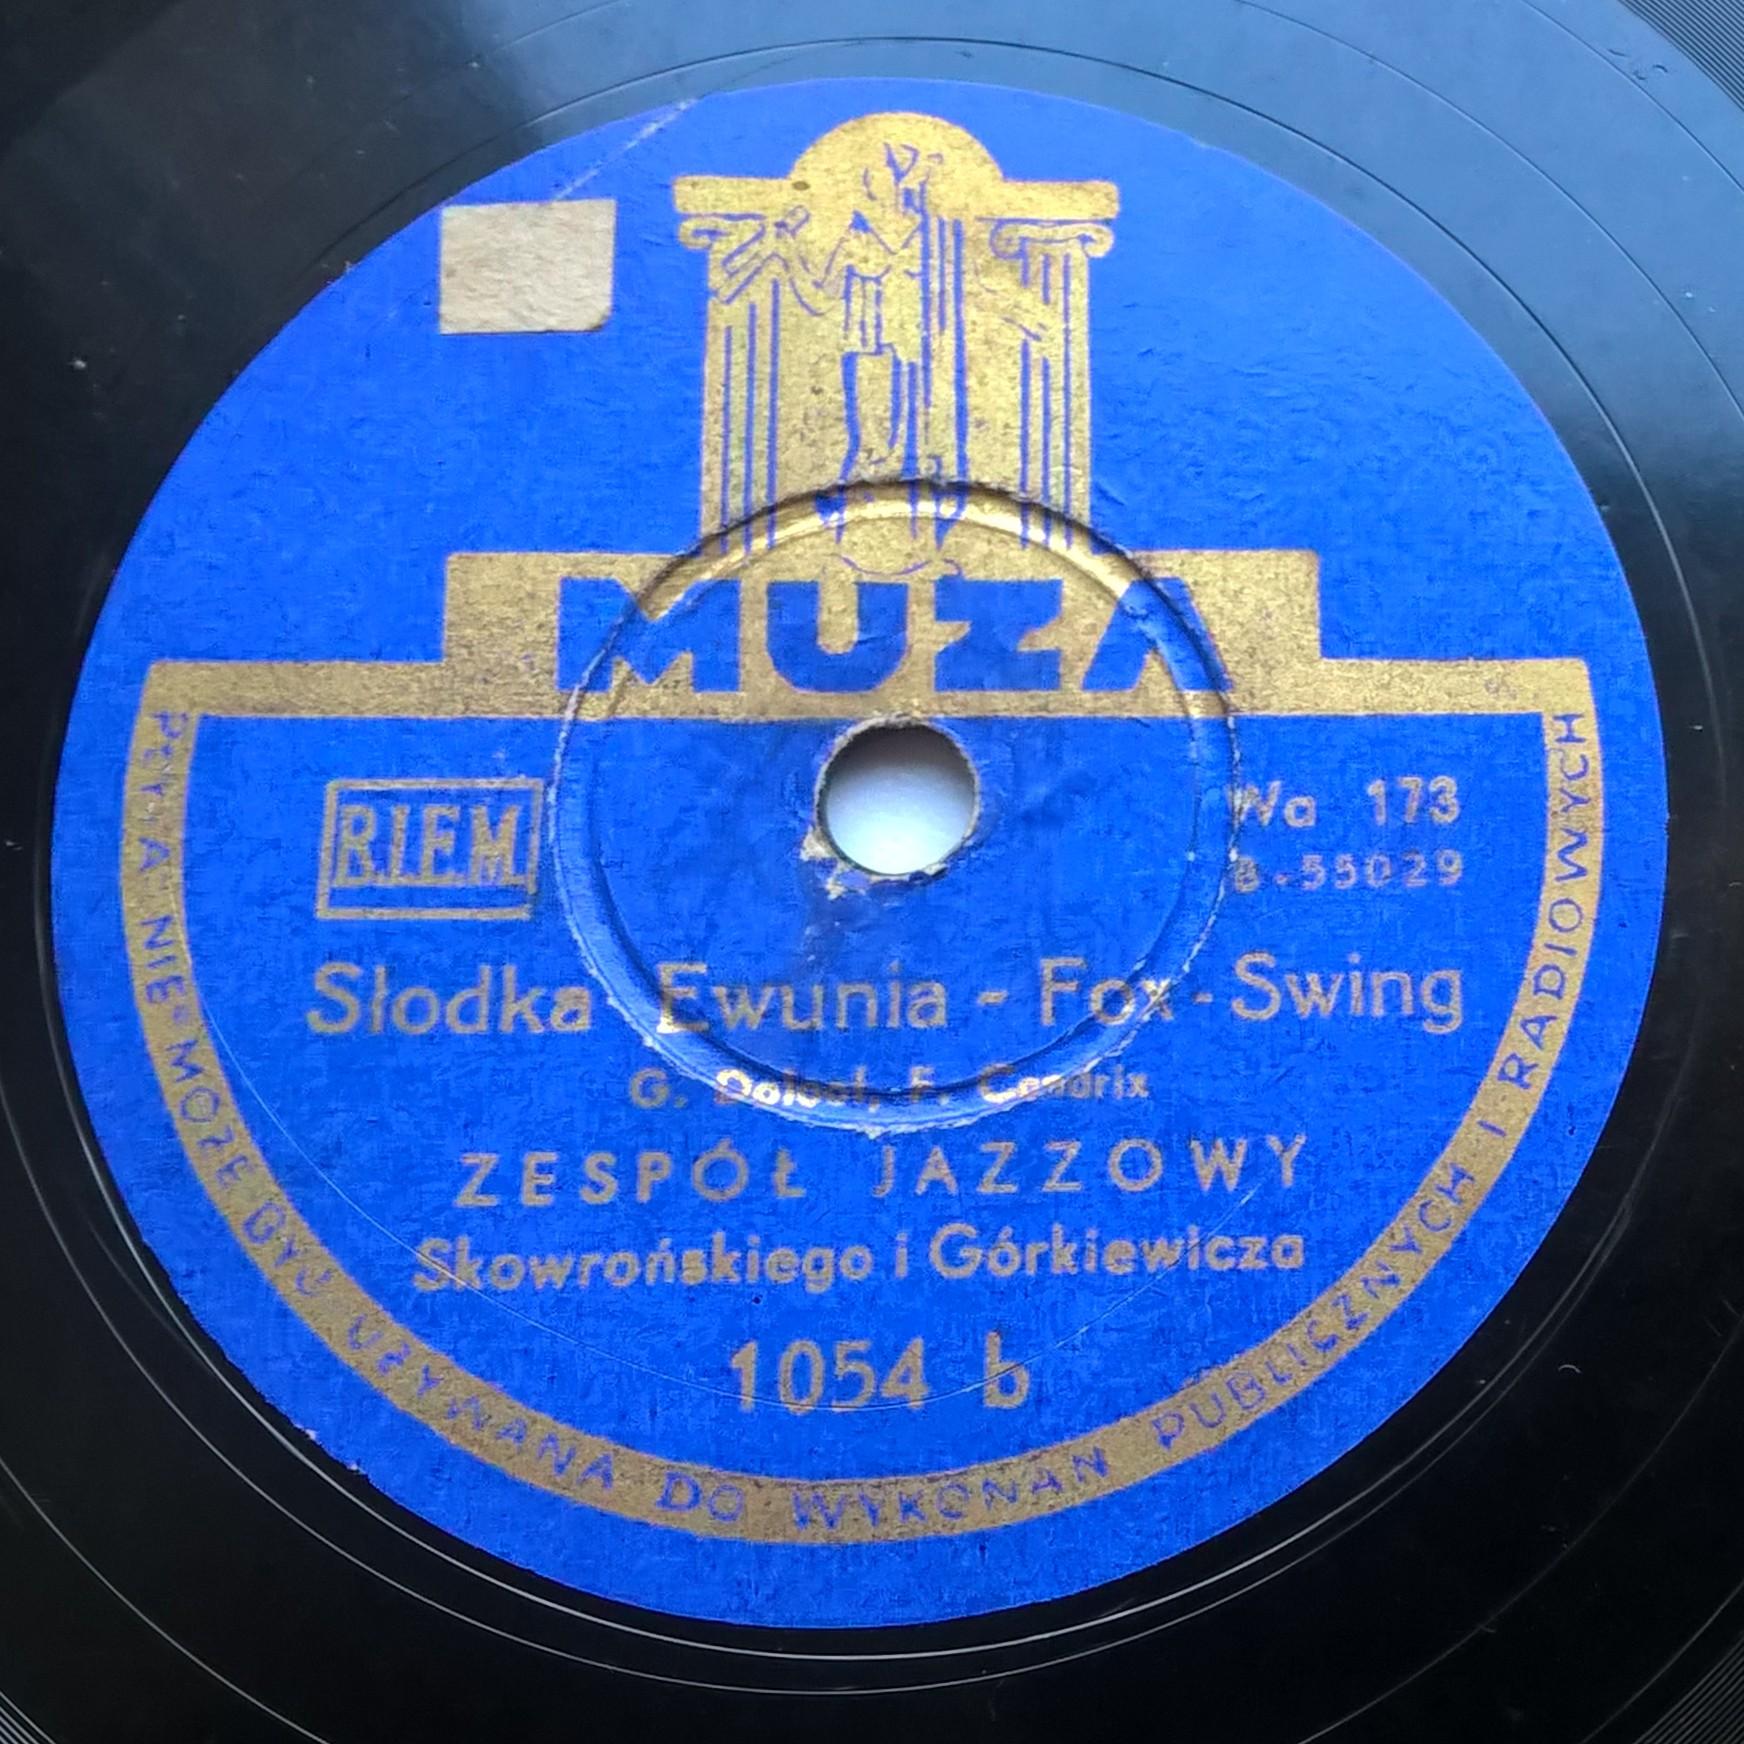 MUZA
B.I.E.M.
Wa 173
B-55029
Słodka Ewunia - Fox-Swing
G. F. Cendrix
ZESPÓŁ JAZZOWY
Skowrońskiego i Górkiewicza
1054 b
PŁYTA NIE MOŻE BYĆ UŻYWANA DO WYKONAŃ PUBLICZNYCH I RADIOWYCH